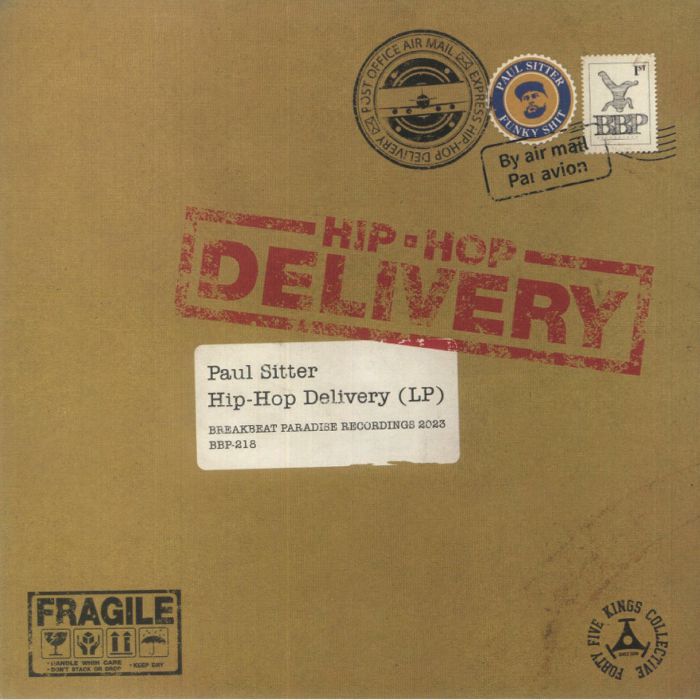 POST OFFICE AIR MAIL
EXPRESS HIP-HOP DELIVERY
PAUL SITTER
FUNKY SHIT
1ST
BBP
By air mail
Par avion
HIP-HOP
DELIVERY
Paul Sitter
Hip-Hop Delivery (LP)
BREAKBEAT PARADISE RECORDINGS 2023
BBP-218
FRAGILE
• HANDLE WHIH CARE
• DON'T STACK OR DROP
• KEEP DAY
FORTY FIVE KINGS COLLECTIVE